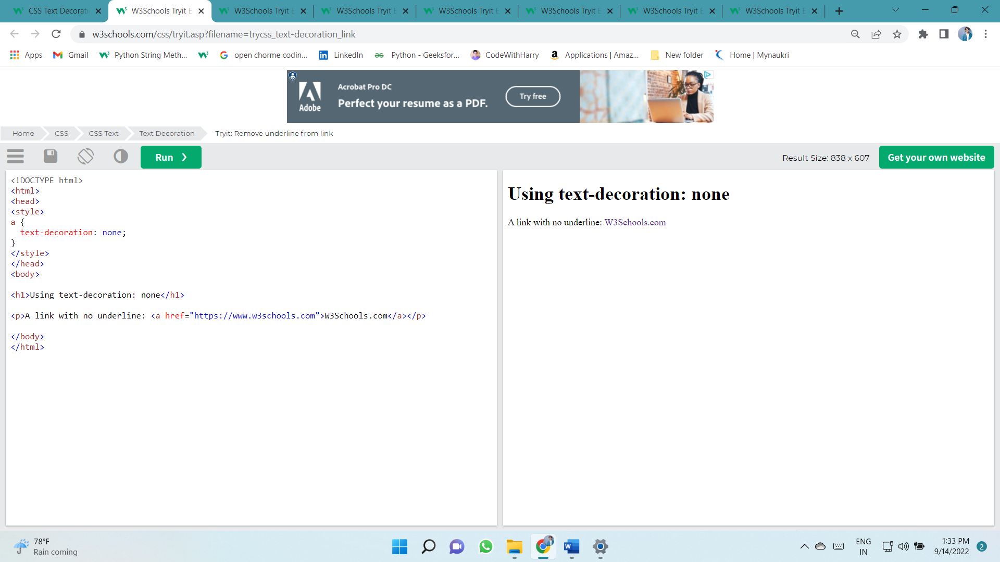 CSS Text Decorati
W3Schools Tryit E
W3Schools Tryit E
W3Schools Tryit E
W3Schools Tryit E
W3Schools Tryit E
W3Schools Tryit E
W3Schools Tryit E
w3schools.com/css/tryit.asp?filename=trycss_text-decoration_link
Apps
Gmail
Python String Meth...
open chorme codin...
LinkedIn
Python - Geeksfor...
CodeWithHarry
Applications | Amaz...
New folder
Home | Mynaukri
Adobe
Acrobat Pro DC
Perfect your resume as a PDF.
Try free
Home
CSS
CSS Text
Text Decoration
Tryit: Remove underline from link
Run ❯
Result Size: 838 x 607
Get your own website
<!DOCTYPE html>
<html>
<head>
<style>
a {
  text-decoration: none;
}
</style>
</head>
<body>
<h1>Using text-decoration: none</h1>
<p>A link with no underline: <a href="https://www.w3schools.com">W3Schools.com</a></p>
</body>
</html>
Using text-decoration: none
A link with no underline: W3Schools.com
78°F
Rain coming
ENG
IN
1:33 PM
9/14/2022
2